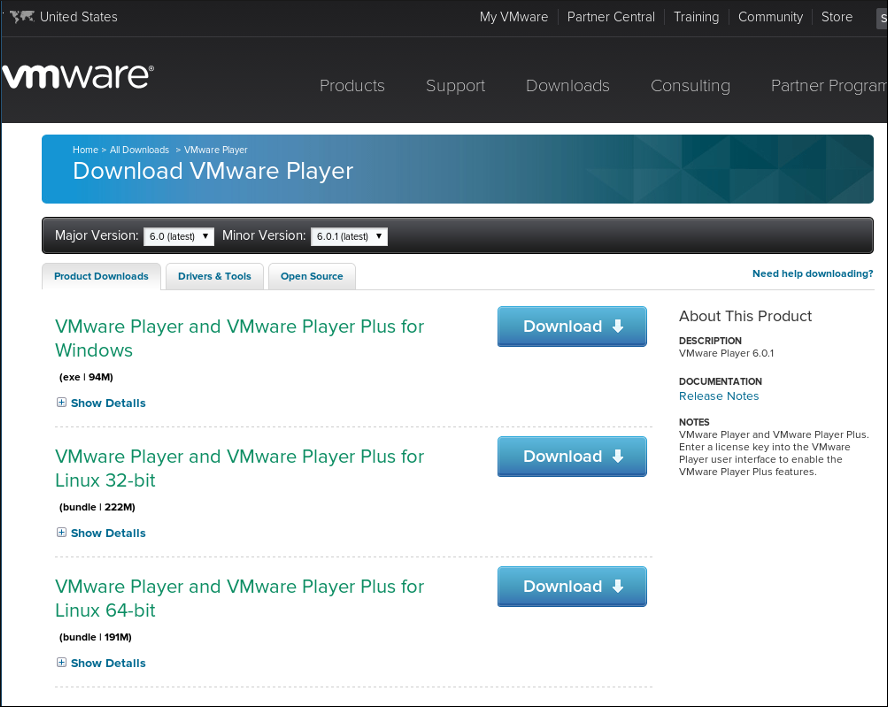 United States
My VMware Partner Central Training Community Store S
vmware®
Products Support Downloads Consulting Partner Program
Home > All Downloads > VMware Player
Download VMware Player
Major Version: 6.0 (latest) Minor Version: 6.0.1 (latest)
Product Downloads Drivers & Tools Open Source
Need help downloading?
VMware Player and VMware Player Plus for
Windows
(exe | 94M)
Show Details
Download
VMware Player and VMware Player Plus for
Linux 32-bit
(bundle | 222M)
Show Details
Download
VMware Player and VMware Player Plus for
Linux 64-bit
(bundle | 191M)
Show Details
Download
About This Product
DESCRIPTION
VMware Player 6.0.1
DOCUMENTATION
Release Notes
NOTES
VMware Player and VMware Player Plus.
Enter a license key into the VMware
Player user interface to enable the
VMware Player Plus features.